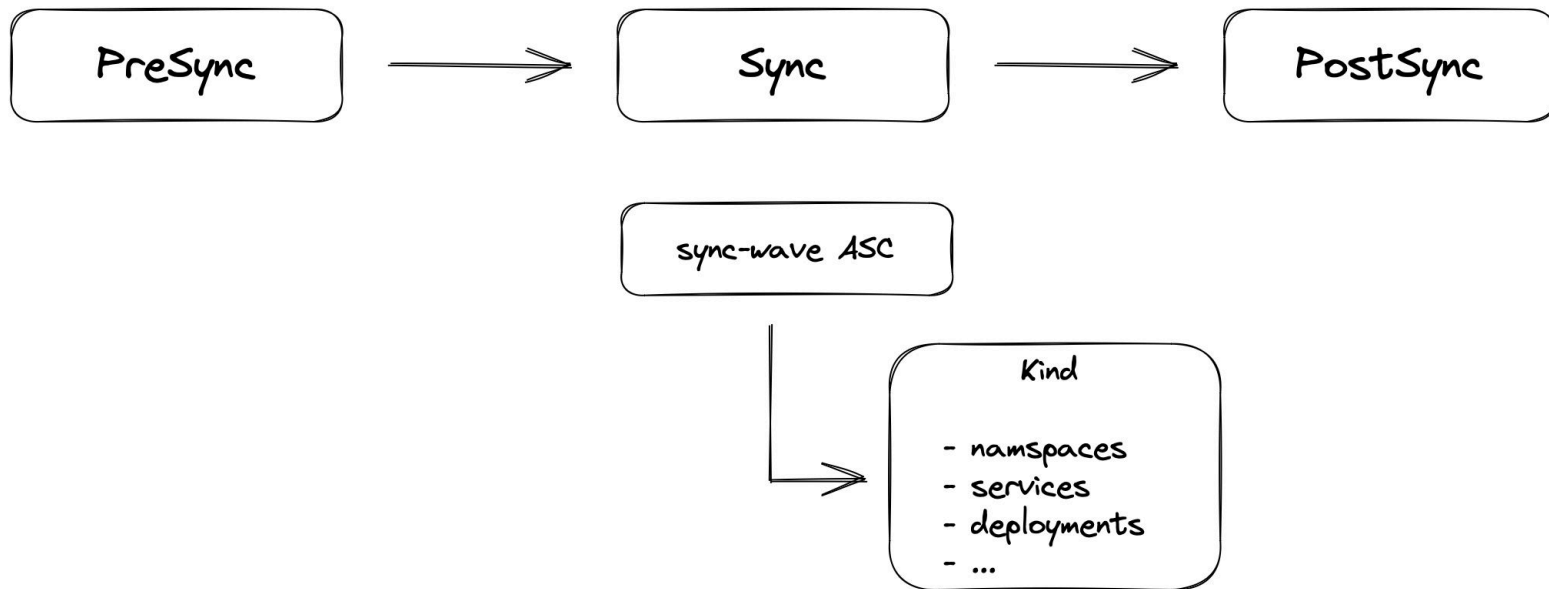 PreSync
Sync
PostSync
sync-wave ASC
Kind
- namspaces
- services
- deployments
- ...